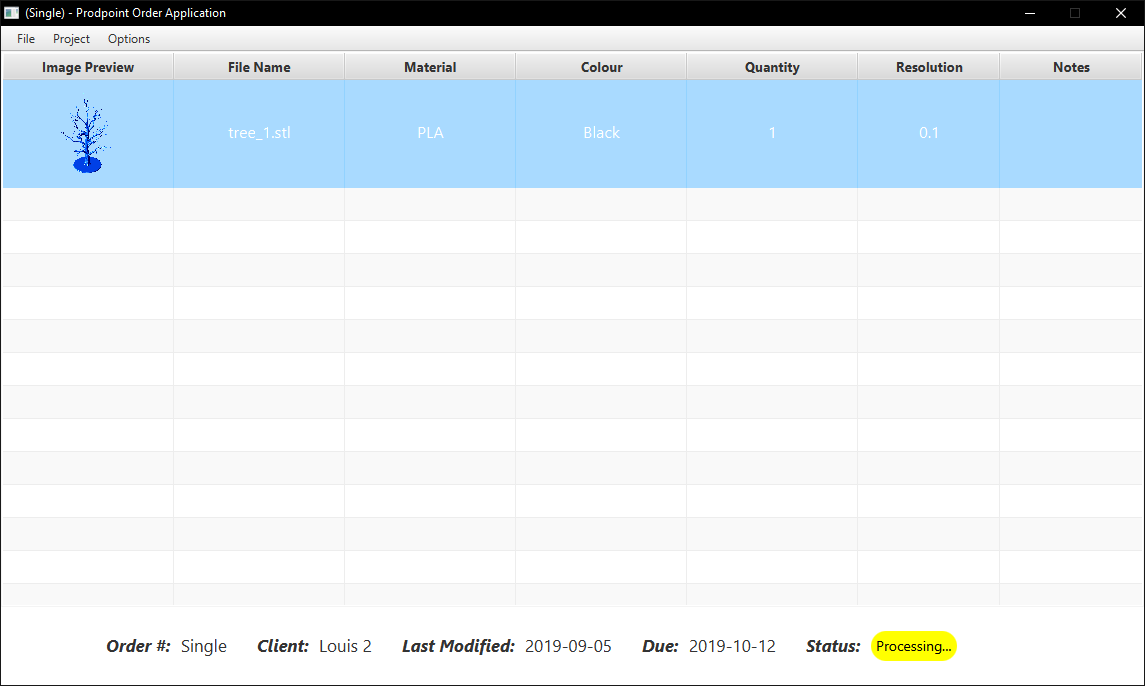 (Single) - Prodpoint Order Application
File Project Options
Image Preview File Name Material Colour Quantity Resolution Notes
tree_1.stl PLA Black 1 0.1
Order #: Single Client: Louis 2 Last Modified: 2019-09-05 Due: 2019-10-12 Status: Processing...